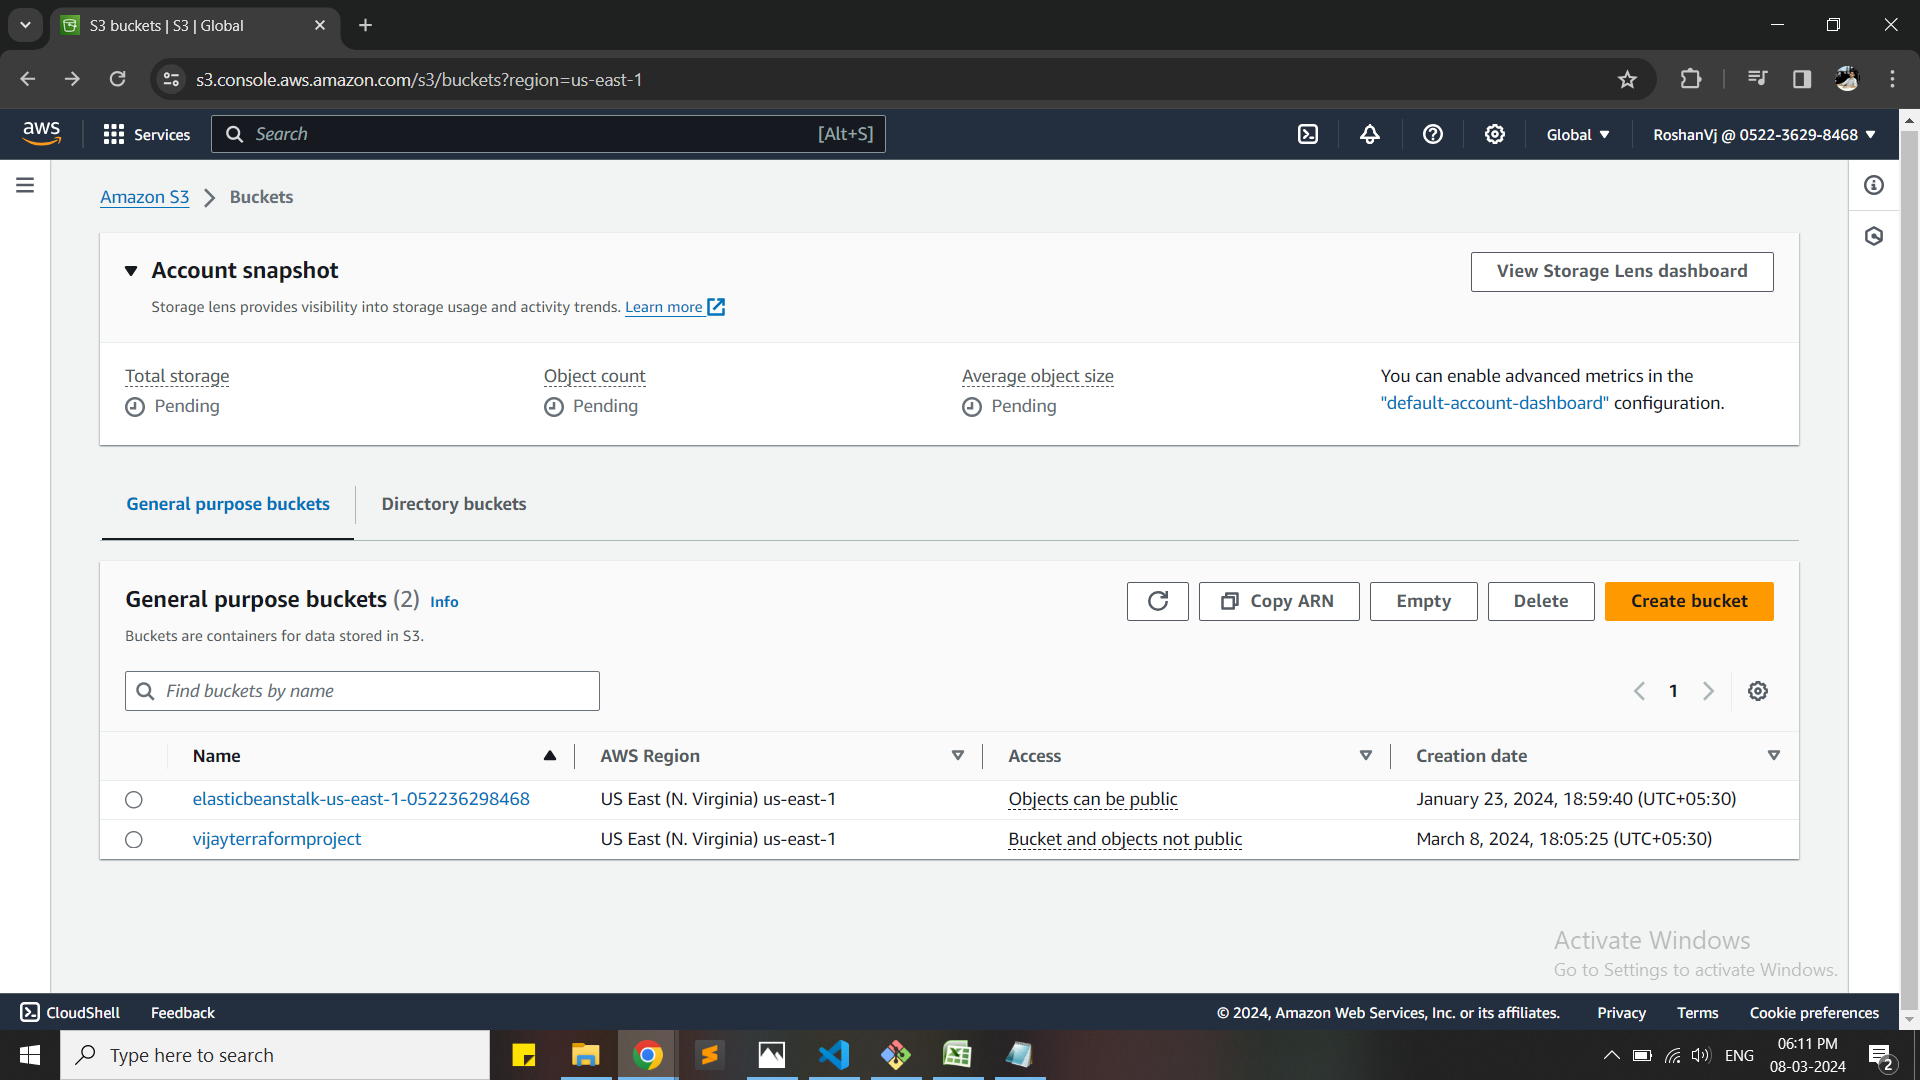 S3 buckets | S3 | Global
s3.console.aws.amazon.com/s3/buckets?region=us-east-1
aws Services Search [Alt+S] Global RoshanVj @ 0522-3629-8468
Amazon S3 Buckets
Account snapshot
View Storage Lens dashboard
Storage lens provides visibility into storage usage and activity trends. Learn more
Total storage Object count Average object size You can enable advanced metrics in the
Pending Pending Pending "default-account-dashboard" configuration.
General purpose buckets Directory buckets
General purpose buckets (2) Info Copy ARN Empty Delete Create bucket
Buckets are containers for data stored in S3.
Find buckets by name 1
Name AWS Region Access Creation date
elasticbeanstalk-us-east-1-052236298468 US East (N. Virginia) us-east-1 Objects can be public January 23, 2024, 18:59:40 (UTC+05:30)
vijayterraformproject US East (N. Virginia) us-east-1 Bucket and objects not public March 8, 2024, 18:05:25 (UTC+05:30)
Activate Windows
Go to Settings to activate Windows.
CloudShell Feedback © 2024, Amazon Web Services, Inc. or its affiliates. Privacy Terms Cookie preferences
Type here to search ENG 06:11 PM
08-03-2024 2